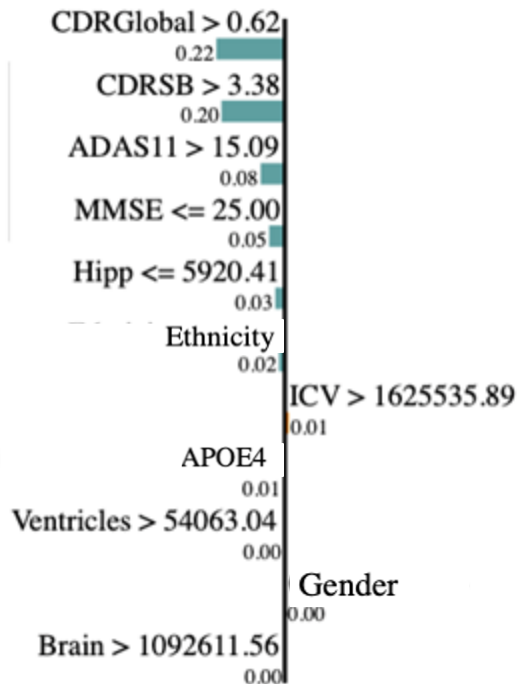 CDRGlobal > 0.62
0.22
CDRSB > 3.38
0.20
ADAS11 > 15.09
0.08
MMSE <= 25.00
0.05
Hipp <= 5920.41
0.03
Ethnicity
0.02
ICV > 1625535.89
0.01
APOE4
0.01
Ventricles > 54063.04
0.00
Gender
0.00
Brain > 1092611.56
0.00